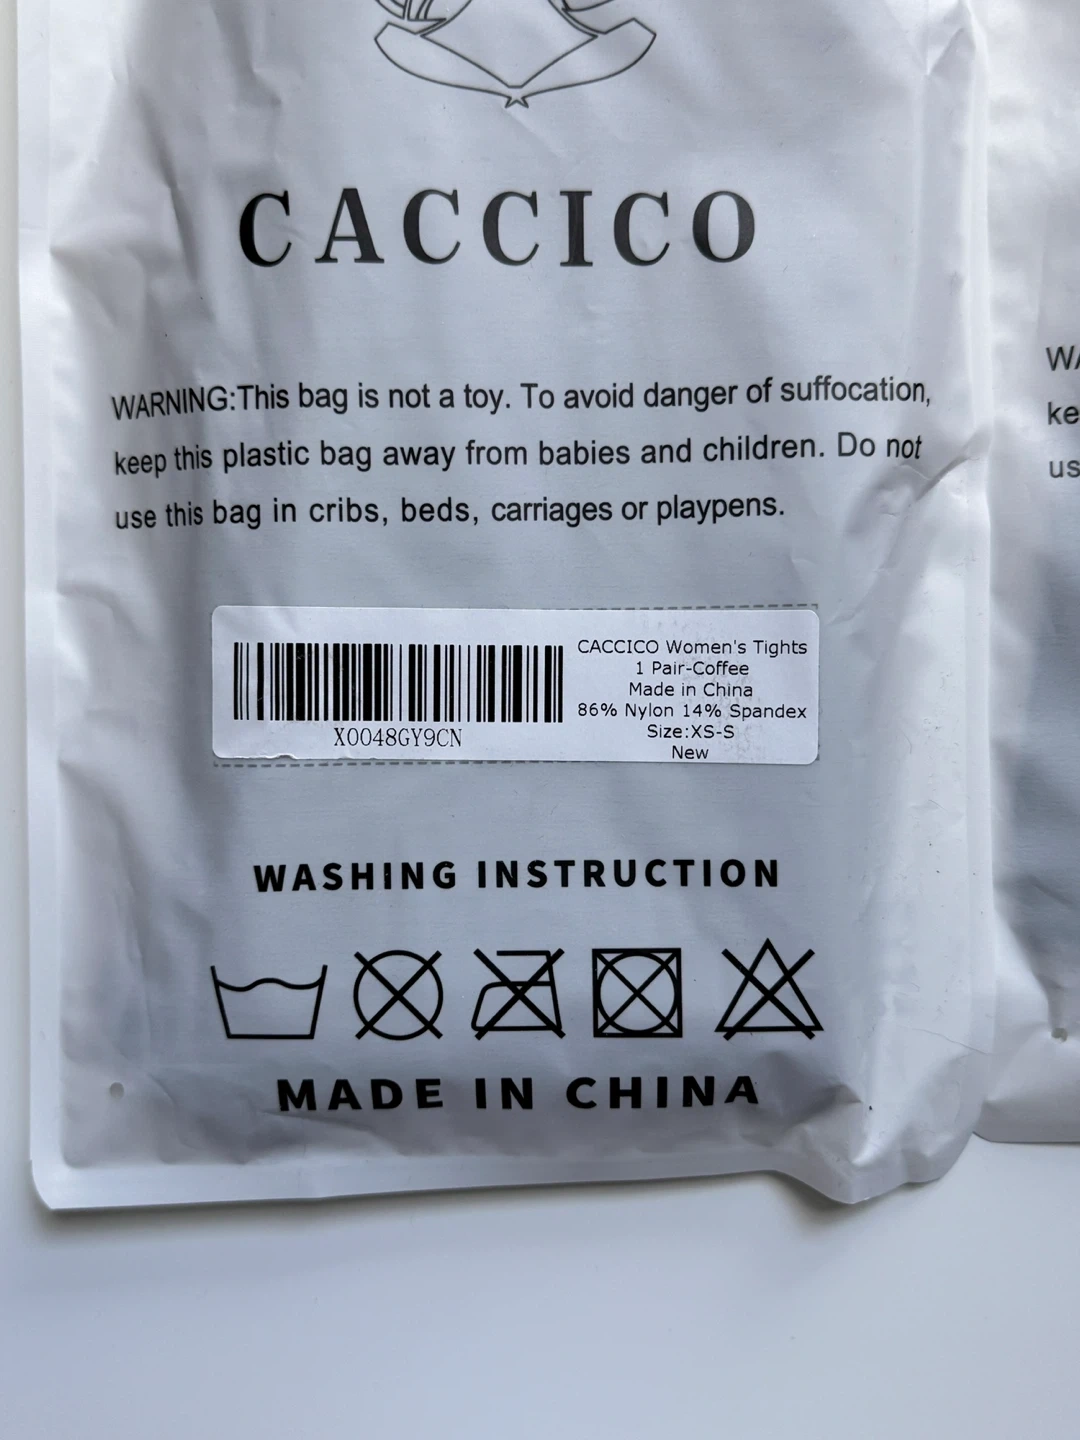 CACCICO
WARNING:This bag is not a toy. To avoid danger of suffocation,
keep this plastic bag away from babies and children. Do not
use this bag in cribs, beds, carriages or playpens.
X0048GY9CN
CACCICO Women's Tights
1 Pair-Coffee
Made in China
86% Nylon 14% Spandex
Size:XS-S
New
WASHING INSTRUCTION
MADE IN CHINA